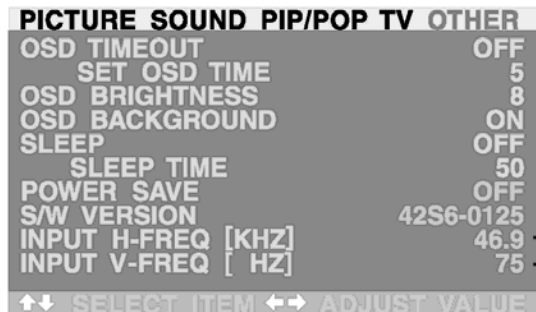 PICTURE SOUND PIP/POP TV OTHER
OSD TIMEOUT OFF
SET OSD TIME 5
OSD BRIGHTNESS 8
OSD BACKGROUND ON
SLEEP OFF
SLEEP TIME 50
POWER SAVE OFF
S/W VERSION 42S6-0125
INPUT H-FREQ [KHZ] 46.9
INPUT V-FREQ [ HZ] 75
SELECT ITEM ADJUST VALUE